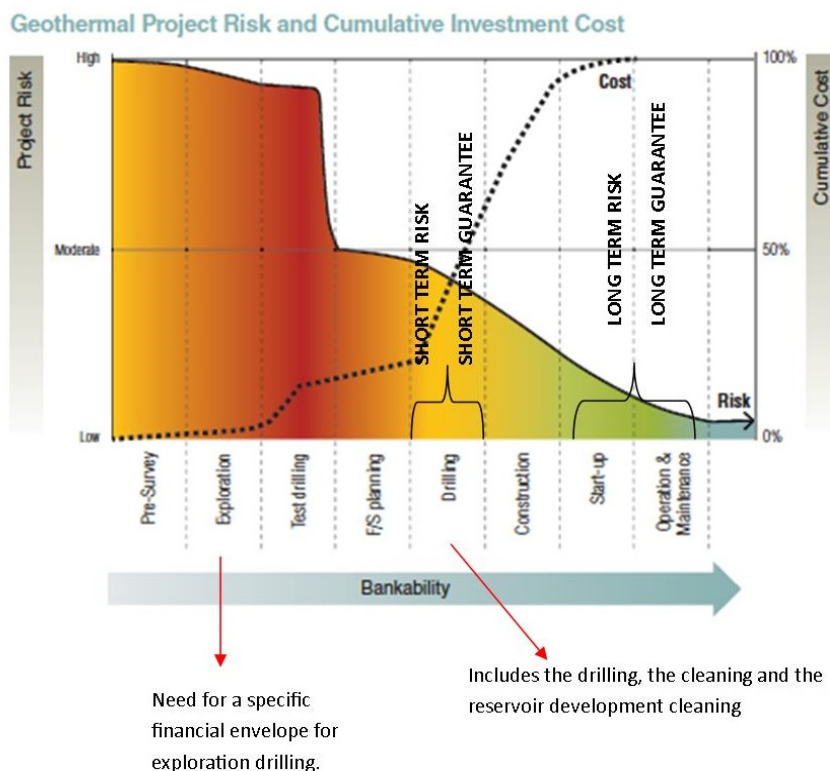 Geothermal Project Risk and Cumulative Investment Cost
High
100%
Cost
Project Risk
Cumulative Cost
Moderate
50%
SHORT TERM RISK
SHORT TERM GUARANTEE
LONG TERM RISK
LONG TERM GUARANTEE
Risk
Low
0%
Pre-Survey
Exploration
Test drilling
F/S planning
Drilling
Construction
Start-up
Operation &
Maintenance
Bankability
Need for a specific
financial envelope for
exploration drilling.
Includes the drilling, the cleaning and the
reservoir development cleaning